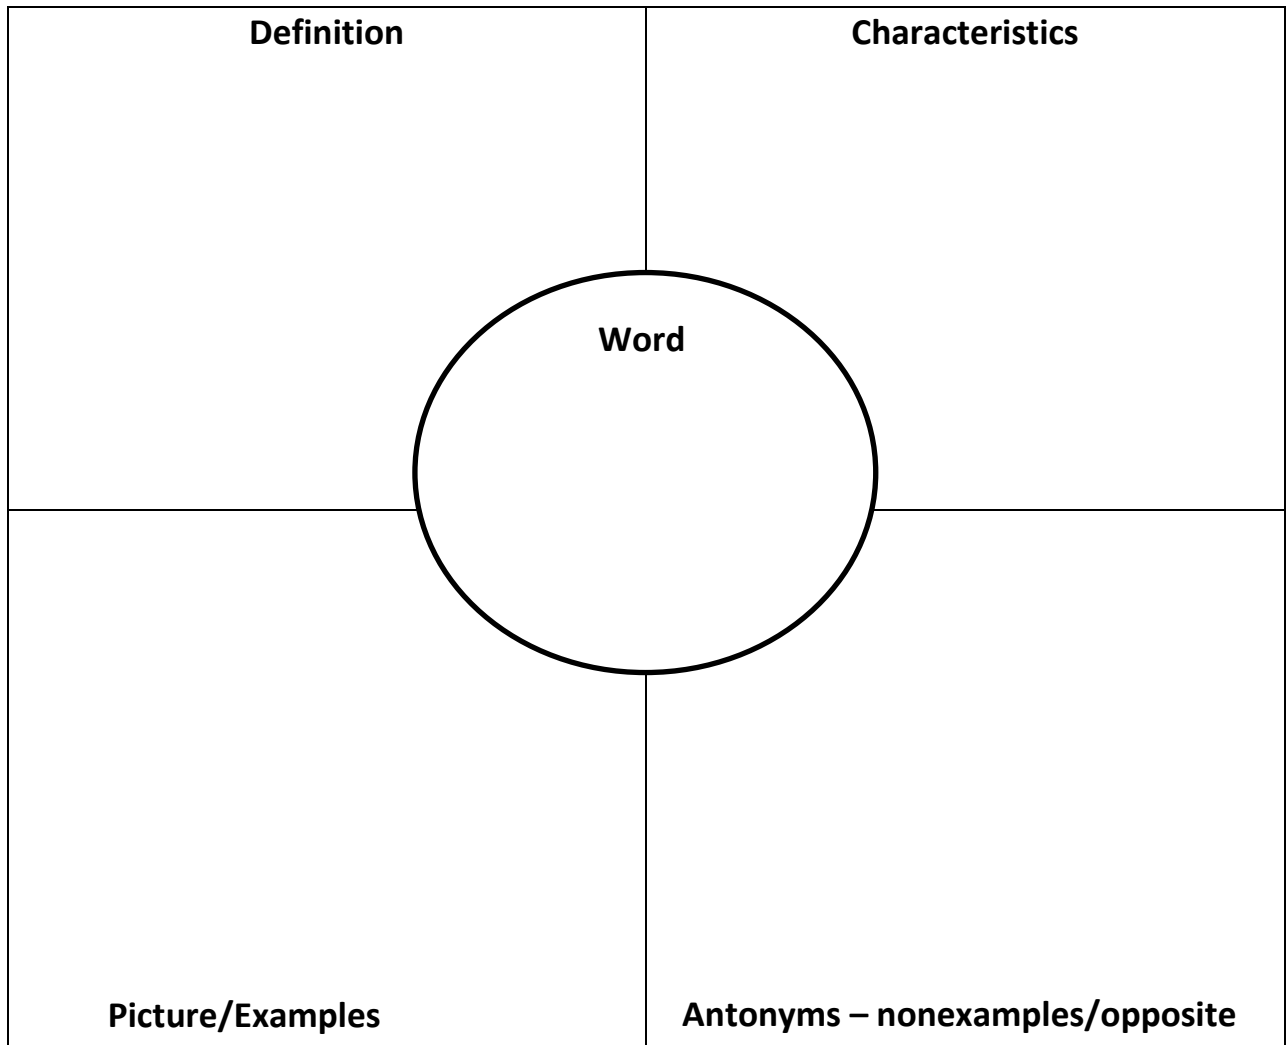 Definition
Characteristics
Word
Picture/Examples
Antonyms – nonexamples/opposite